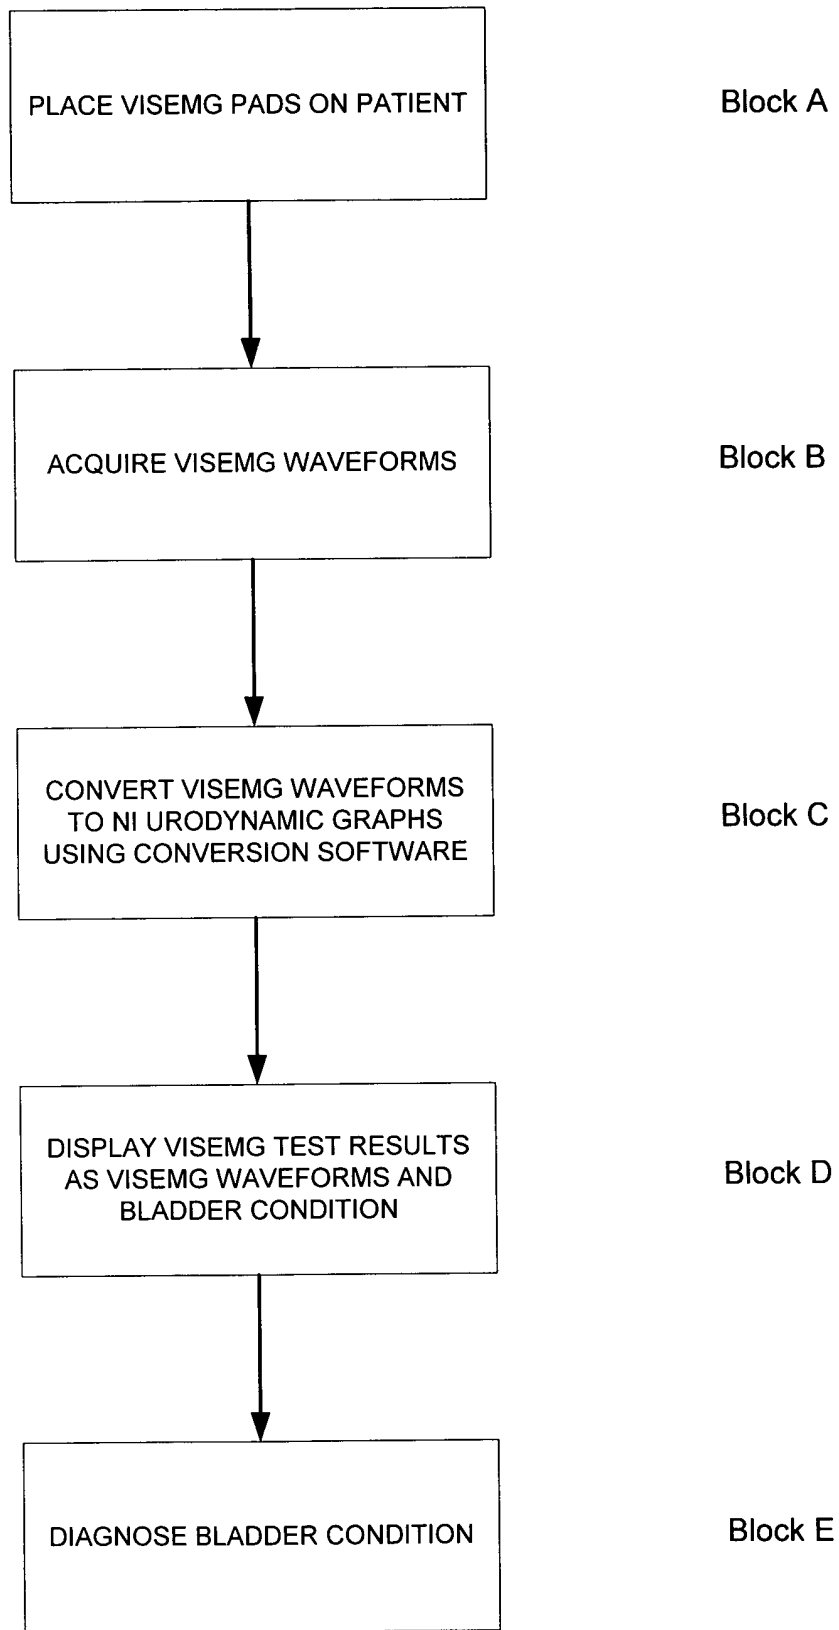 PLACE VISEMG PADS ON PATIENT
Block A
ACQUIRE VISEMG WAVEFORMS
Block B
CONVERT VISEMG WAVEFORMS
TO NI URODYNAMIC GRAPHS
USING CONVERSION SOFTWARE
Block C
DISPLAY VISEMG TEST RESULTS
AS VISEMG WAVEFORMS AND
BLADDER CONDITION
Block D
DIAGNOSE BLADDER CONDITION
Block E